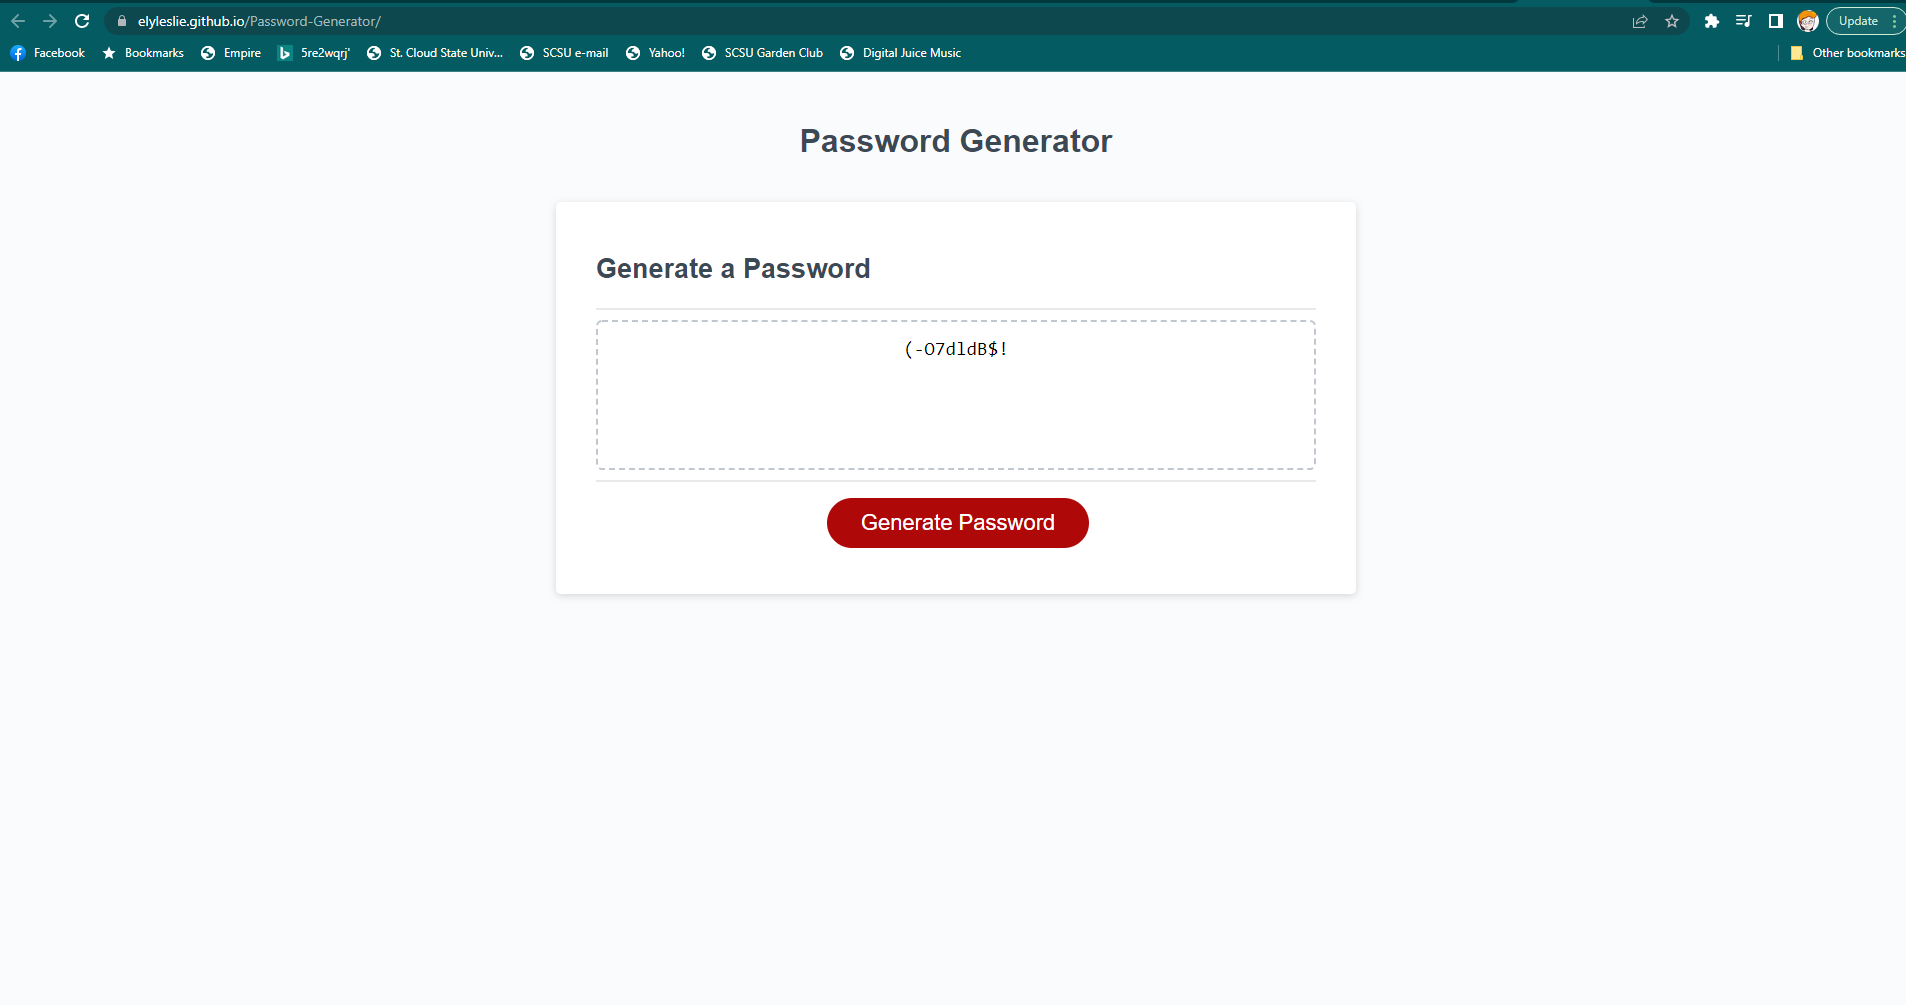 elyleslie.github.io/Password-Generator/
Update
Facebook Bookmarks Empire 5re2wqrj' St. Cloud State Univ... SCSU e-mail Yahoo! SCSU Garden Club Digital Juice Music Other bookmarks
Password Generator
Generate a Password
(-O7dldB$!
Generate Password